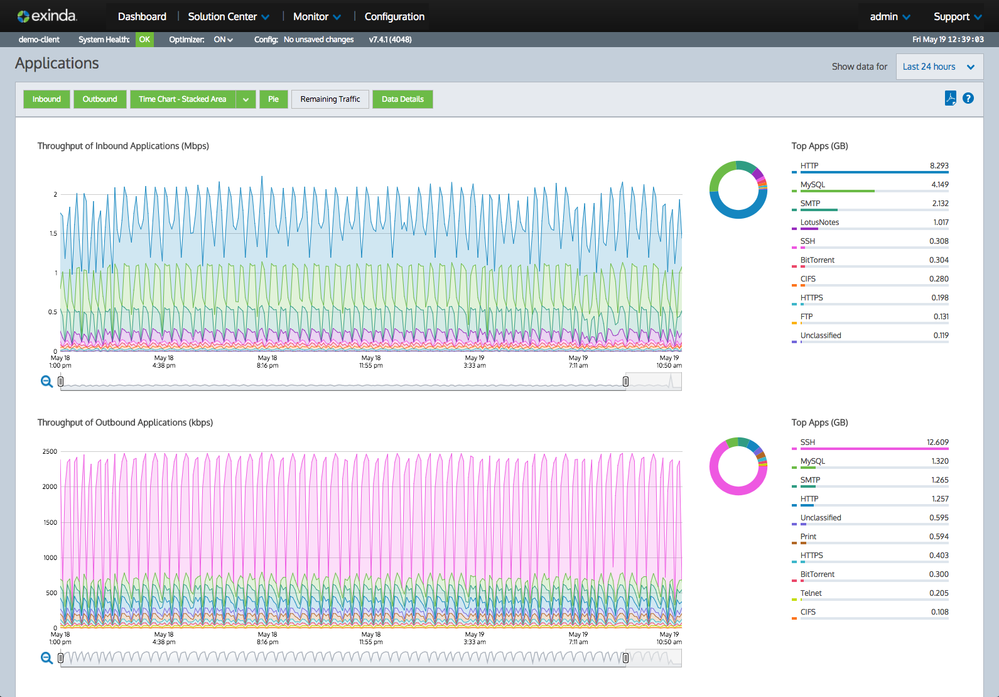 exinda.
Dashboard | Solution Center | Monitor | Configuration
admin Support
demo-client System Health: OK Optimizer: ON Config: No unsaved changes v7.4.1 (4048)
Fri May 19 12:39:03
Applications
Show data for Last 24 hours
Inbound Outbound Time Chart - Stacked Area Pie Remaining Traffic Data Details
?
Throughput of Inbound Applications (Mbps)
2
1.5
1
0.5
0
May 18 May 18 May 18 May 18 May 19 May 19 May 19
1:00 pm 4:38 pm 8:16 pm 11:55 pm 3:33 am 7:11 am 10:50 am
Top Apps (GB)
HTTP 8.293
MySQL 4.149
SMTP 2.132
LotusNotes 1.017
SSH 0.308
BitTorrent 0.304
CIFS 0.280
HTTPS 0.198
FTP 0.131
Unclassified 0.119
Throughput of Outbound Applications (kbps)
2500
2000
1500
1000
500
0
May 18 May 18 May 18 May 18 May 19 May 19 May 19
1:00 pm 4:38 pm 8:16 pm 11:55 pm 3:33 am 7:11 am 10:50 am
Top Apps (GB)
SSH 12.609
MySQL 1.320
SMTP 1.265
HTTP 1.257
Unclassified 0.595
Print 0.594
HTTPS 0.403
BitTorrent 0.300
Telnet 0.205
CIFS 0.108